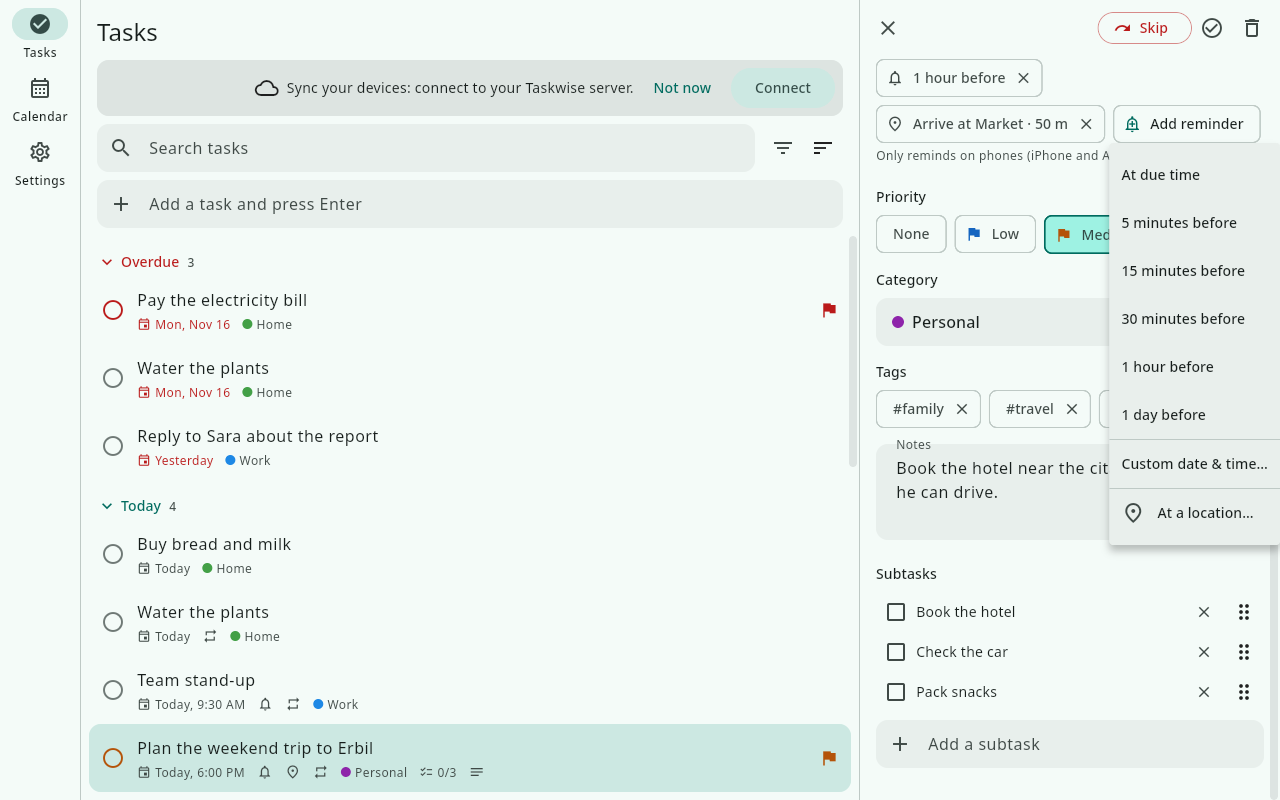 Tasks
Calendar
Settings
Tasks
Sync your devices: connect to your Taskwise server.
Not now
Connect
Search tasks
Add a task and press Enter
Overdue 3
Pay the electricity bill
Mon, Nov 16 Home
Water the plants
Mon, Nov 16 Home
Reply to Sara about the report
Yesterday Work
Today 4
Buy bread and milk
Today Home
Water the plants
Today Home
Team stand-up
Today, 9:30 AM Work
Plan the weekend trip to Erbil
Today, 6:00 PM Personal 0/3
Skip
1 hour before
Arrive at Market · 50 m
Add reminder
Only reminds on phones (iPhone and A
Priority
None
Low
Med
Category
Personal
Tags
#family
#travel
Notes
Book the hotel near the cit
he can drive.
At due time
5 minutes before
15 minutes before
30 minutes before
1 hour before
1 day before
Custom date & time...
At a location...
Subtasks
Book the hotel
Check the car
Pack snacks
Add a subtask